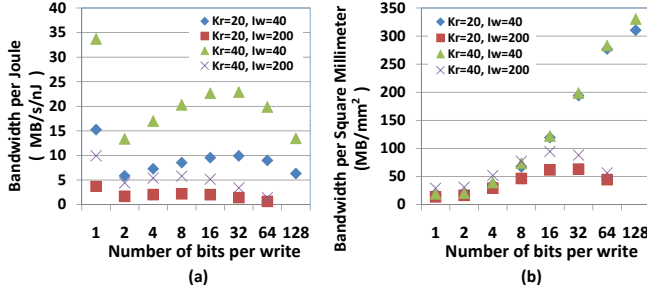 Bandwidth per Joule
( MB/s/nJ)
40
35
30
25
20
15
10
5
0
Kr=20, Iw=40
Kr=20, Iw=200
Kr=40, Iw=40
Kr=40, Iw=200
1 2 4 8 16 32 64 128
Number of bits per write
(a)
Bandwidth per Square Millimeter
(MB/mm²)
350
300
250
200
150
100
50
0
Kr=20, Iw=40
Kr=20, Iw=200
Kr=40, Iw=40
Kr=40, Iw=200
1 2 4 8 16 32 64 128
Number of bits per write
(b)